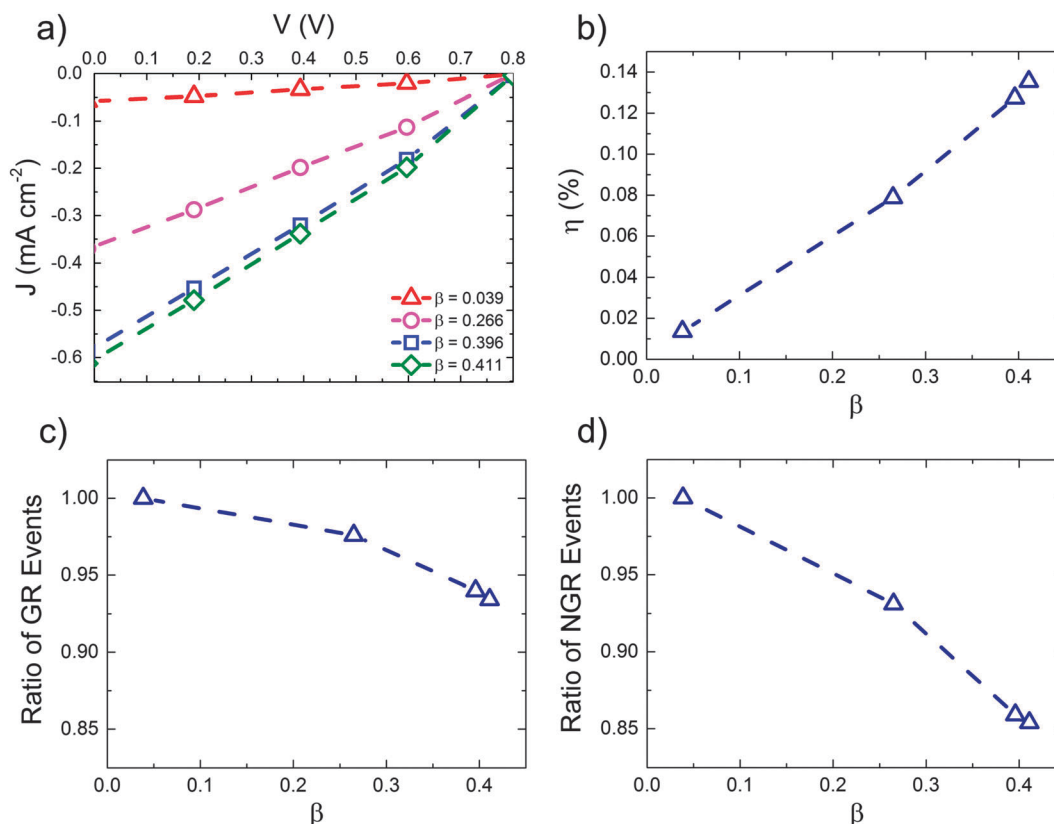 a)
V (V)
0.0 0.1 0.2 0.3 0.4 0.5 0.6 0.7 0.8
0.0
-0.1
-0.2
-0.3
-0.4
-0.5
-0.6
J (mA cm-2)
β = 0.039
β = 0.266
β = 0.396
β = 0.411
b)
0.14
0.12
0.10
0.08
0.06
0.04
0.02
0.00
η (%)
0.0 0.1 0.2 0.3 0.4
β
c)
1.00
0.95
0.90
0.85
Ratio of GR Events
0.0 0.1 0.2 0.3 0.4
β
d)
1.00
0.95
0.90
0.85
Ratio of NGR Events
0.0 0.1 0.2 0.3 0.4
β